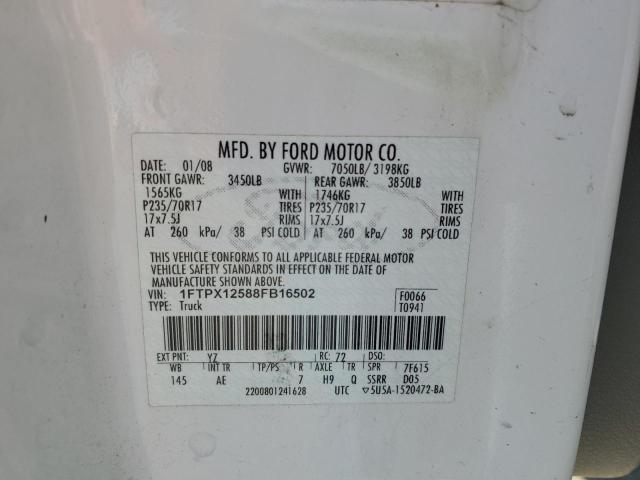 MFD. BY FORD MOTOR CO.
DATE: 01/08 GVWR: 7050LB/ 3198KG
FRONT GAWR: 3450LB REAR GAWR: 3850LB
1565KG WITH 1746KG WITH
P235/70R17 TIRES P235/70R17 TIRES
17x7.5J RIMS 17x7.5J RIMS
AT 260 kPa/ 38 PSI COLD AT 260 kPa/ 38 PSI COLD
THIS VEHICLE CONFORMS TO ALL APPLICABLE FEDERAL MOTOR
VEHICLE SAFETY STANDARDS IN EFFECT ON THE DATE OF
MANUFACTURE SHOWN ABOVE.
VIN: 1FTPX12588FB16502 F0066
TYPE: Truck T0941
EXT PNT: YZ RC: 72 DSO:
WB INT TR TP/PS R AXLE TR SPR 7F615
145 AE 7 H9 Q SSRR D05
2200801241628 UTC ▽5U5A-1520472-BA